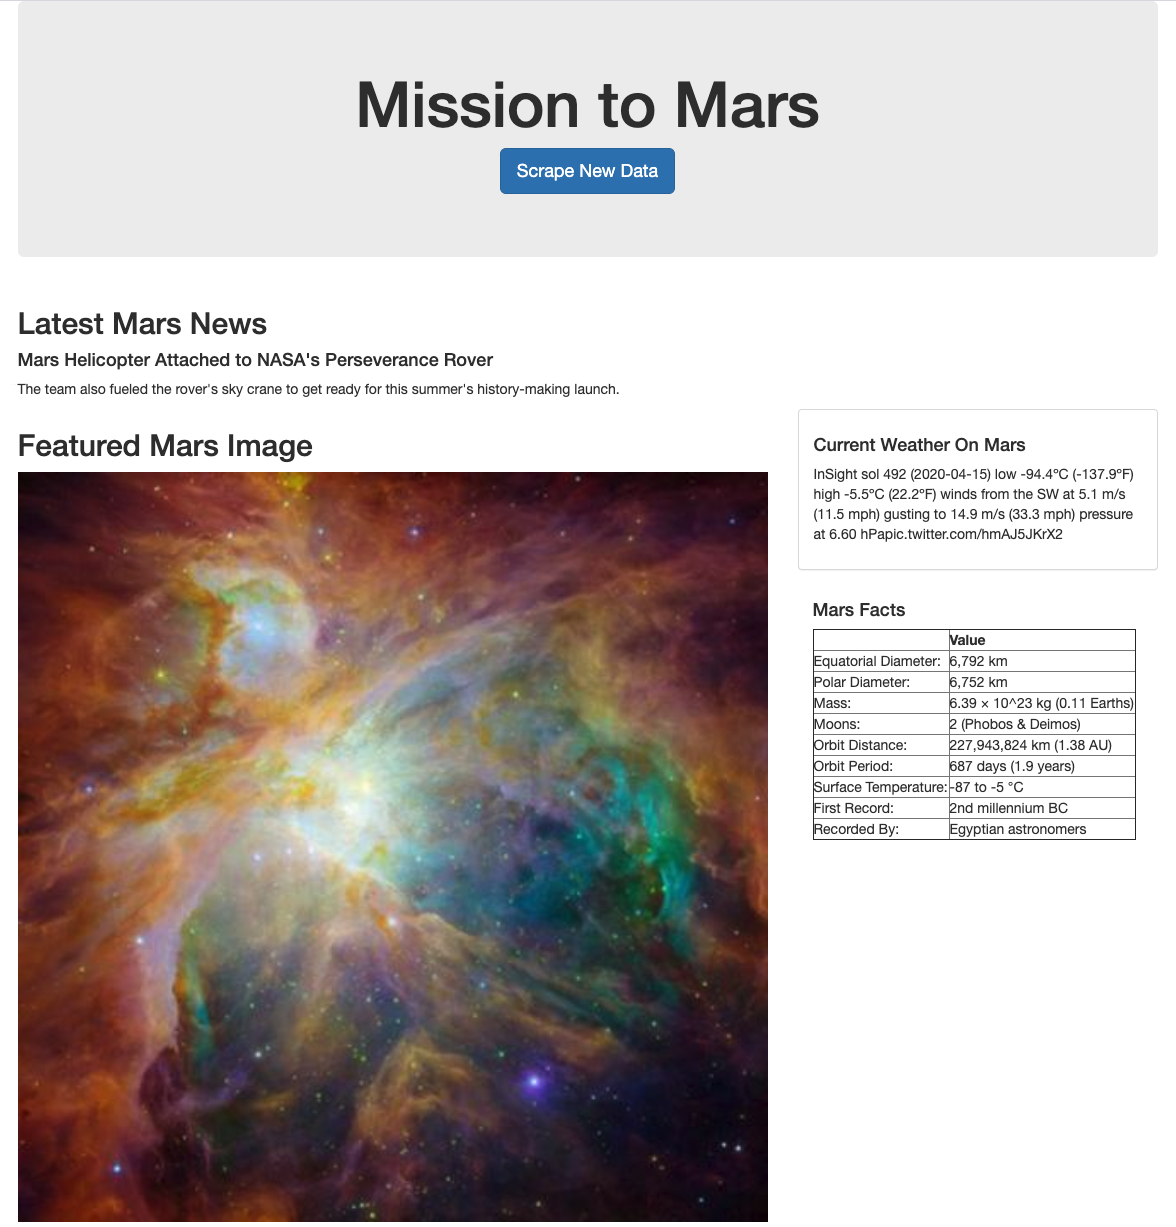 Mission to Mars
Scrape New Data
Latest Mars News
Mars Helicopter Attached to NASA's Perseverance Rover
The team also fueled the rover's sky crane to get ready for this summer's history-making launch.
Featured Mars Image
Current Weather On Mars
InSight sol 492 (2020-04-15) low -94.4ºC (-137.9ºF)
high -5.5ºC (22.2ºF) winds from the SW at 5.1 m/s
(11.5 mph) gusting to 14.9 m/s (33.3 mph) pressure
at 6.60 hPapic.twitter.com/hmAJ5JKrX2
Mars Facts
Value
Equatorial Diameter: 6,792 km
Polar Diameter: 6,752 km
Mass: 6.39 × 10^23 kg (0.11 Earths)
Moons: 2 (Phobos & Deimos)
Orbit Distance: 227,943,824 km (1.38 AU)
Orbit Period: 687 days (1.9 years)
Surface Temperature: -87 to -5 °C
First Record: 2nd millennium BC
Recorded By: Egyptian astronomers